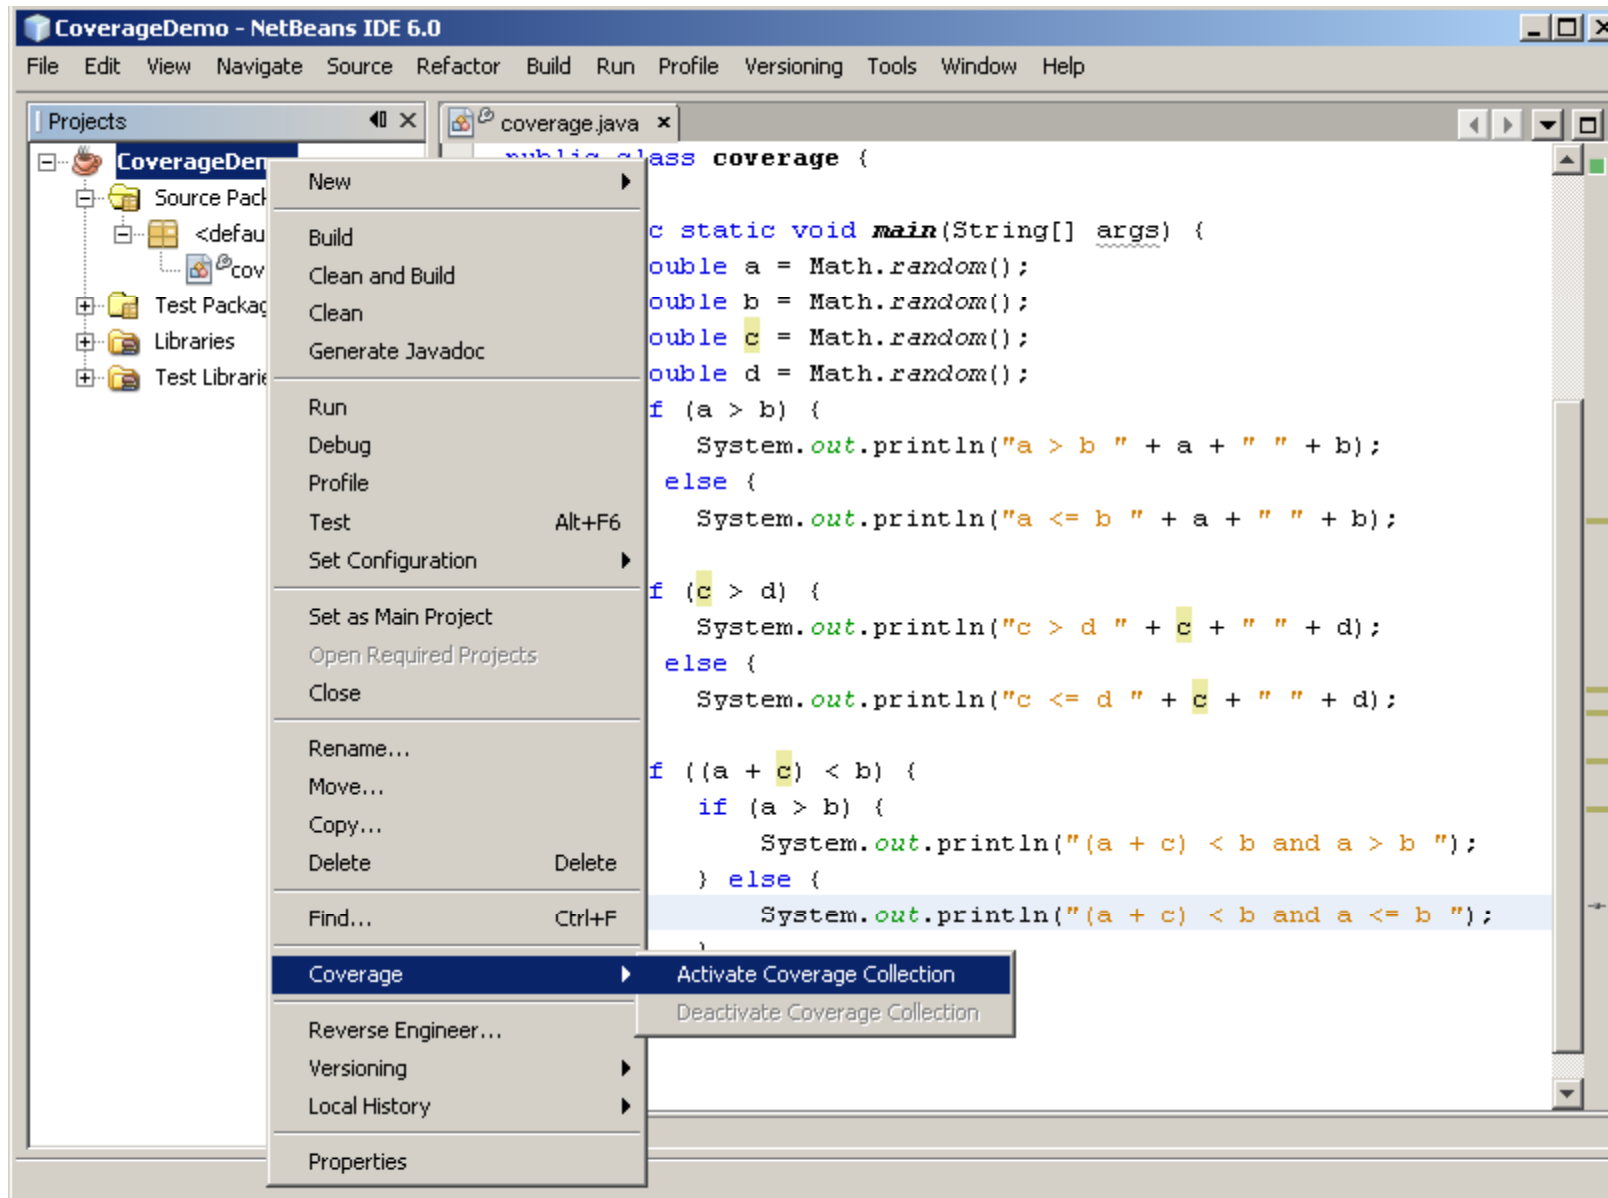 CoverageDemo - NetBeans IDE 6.0
File Edit View Navigate Source Refactor Build Run Profile Versioning Tools Window Help
Projects
coverage.java
CoverageDem
Source Pack
<defau
cov
Test Packag
Libraries
Test Librarie
New
Build
Clean and Build
Clean
Generate Javadoc
Run
Debug
Profile
Test Alt+F6
Set Configuration
Set as Main Project
Open Required Projects
Close
Rename...
Move...
Copy...
Delete Delete
Find... Ctrl+F
Coverage
Reverse Engineer...
Versioning
Local History
Properties
Activate Coverage Collection
Deactivate Coverage Collection
public class coverage {
c static void main(String[] args) {
ouble a = Math.random();
ouble b = Math.random();
ouble c = Math.random();
ouble d = Math.random();
f (a > b) {
System.out.println("a > b " + a + " " + b);
else {
System.out.println("a <= b " + a + " " + b);
f (c > d) {
System.out.println("c > d " + c + " " + d);
else {
System.out.println("c <= d " + c + " " + d);
f ((a + c) < b) {
if (a > b) {
System.out.println("(a + c) < b and a > b ");
} else {
System.out.println("(a + c) < b and a <= b ");
}